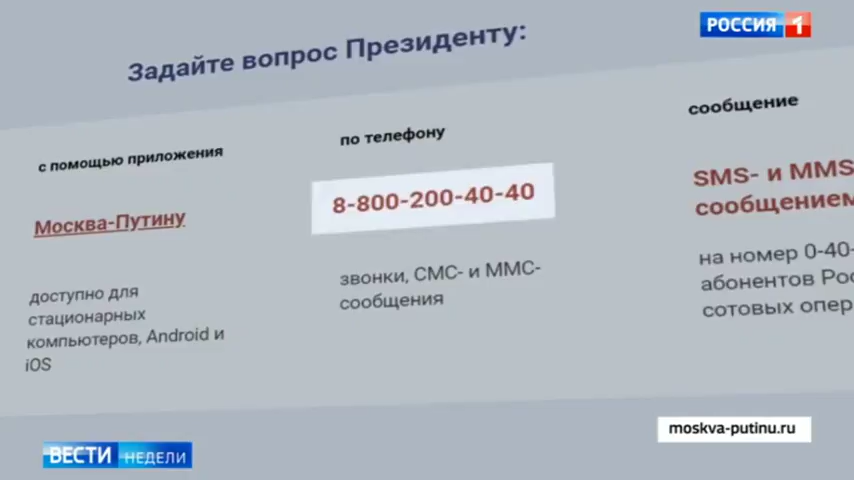 РОССИЯ 1
Задайте вопрос Президенту:
с помощью приложения
Москва-Путину
доступно для
стационарных
компьютеров, Android и
iOS
по телефону
8-800-200-40-40
звонки, СМС- и ММС-
сообщения
сообщение
SMS- и MMS
сообщением
на номер 0-40-
абонентов Рос
сотовых опер
moskva-putinu.ru
ВЕСТИ НЕДЕЛИ